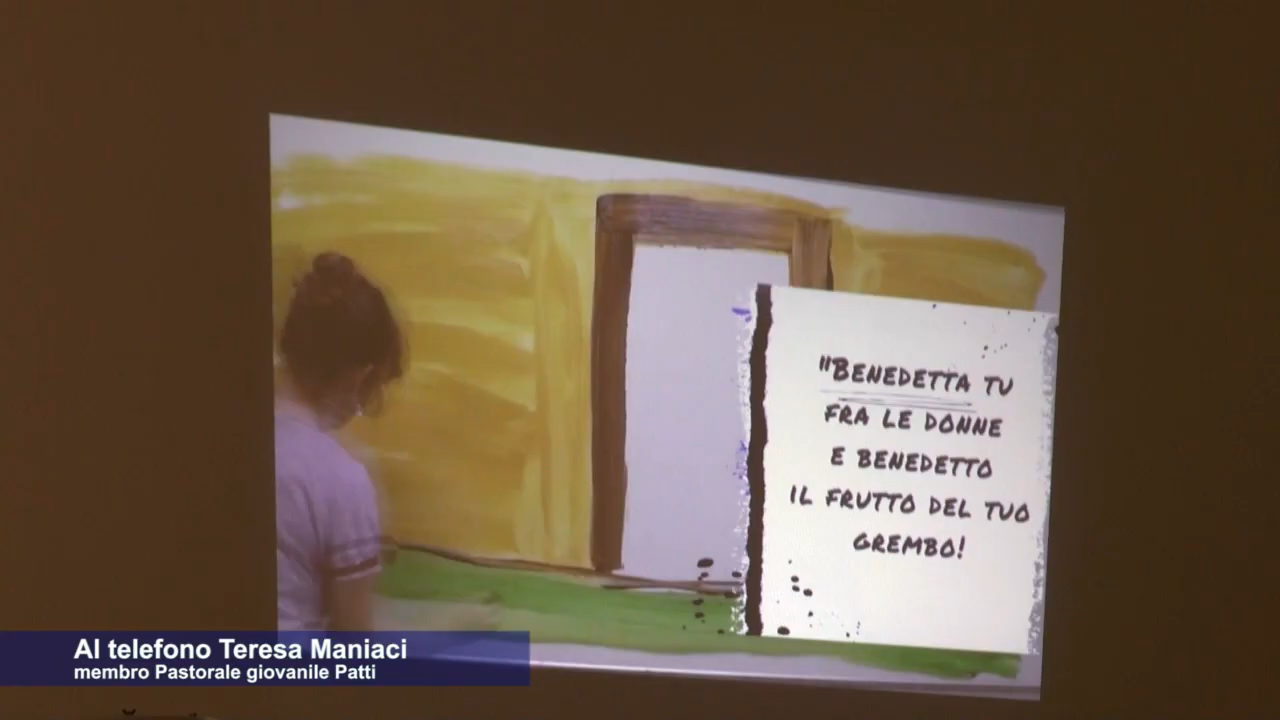 "BENEDETTA TU
FRA LE DONNE
E BENEDETTO
IL FRUTTO DEL TUO
GREMBO!
Al telefono Teresa Maniaci
membro Pastorale giovanile Patti